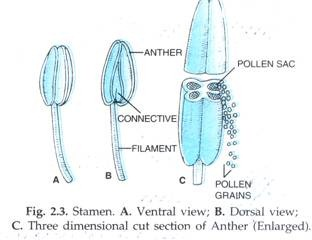 ANTHER
POLLEN SAC
CONNECTIVE
FILAMENT
A
B
C
POLLEN
GRAINS
Fig. 2.3. Stamen. A. Ventral view; B. Dorsal view;
C. Three dimensional cut section of Anther (Enlarged).